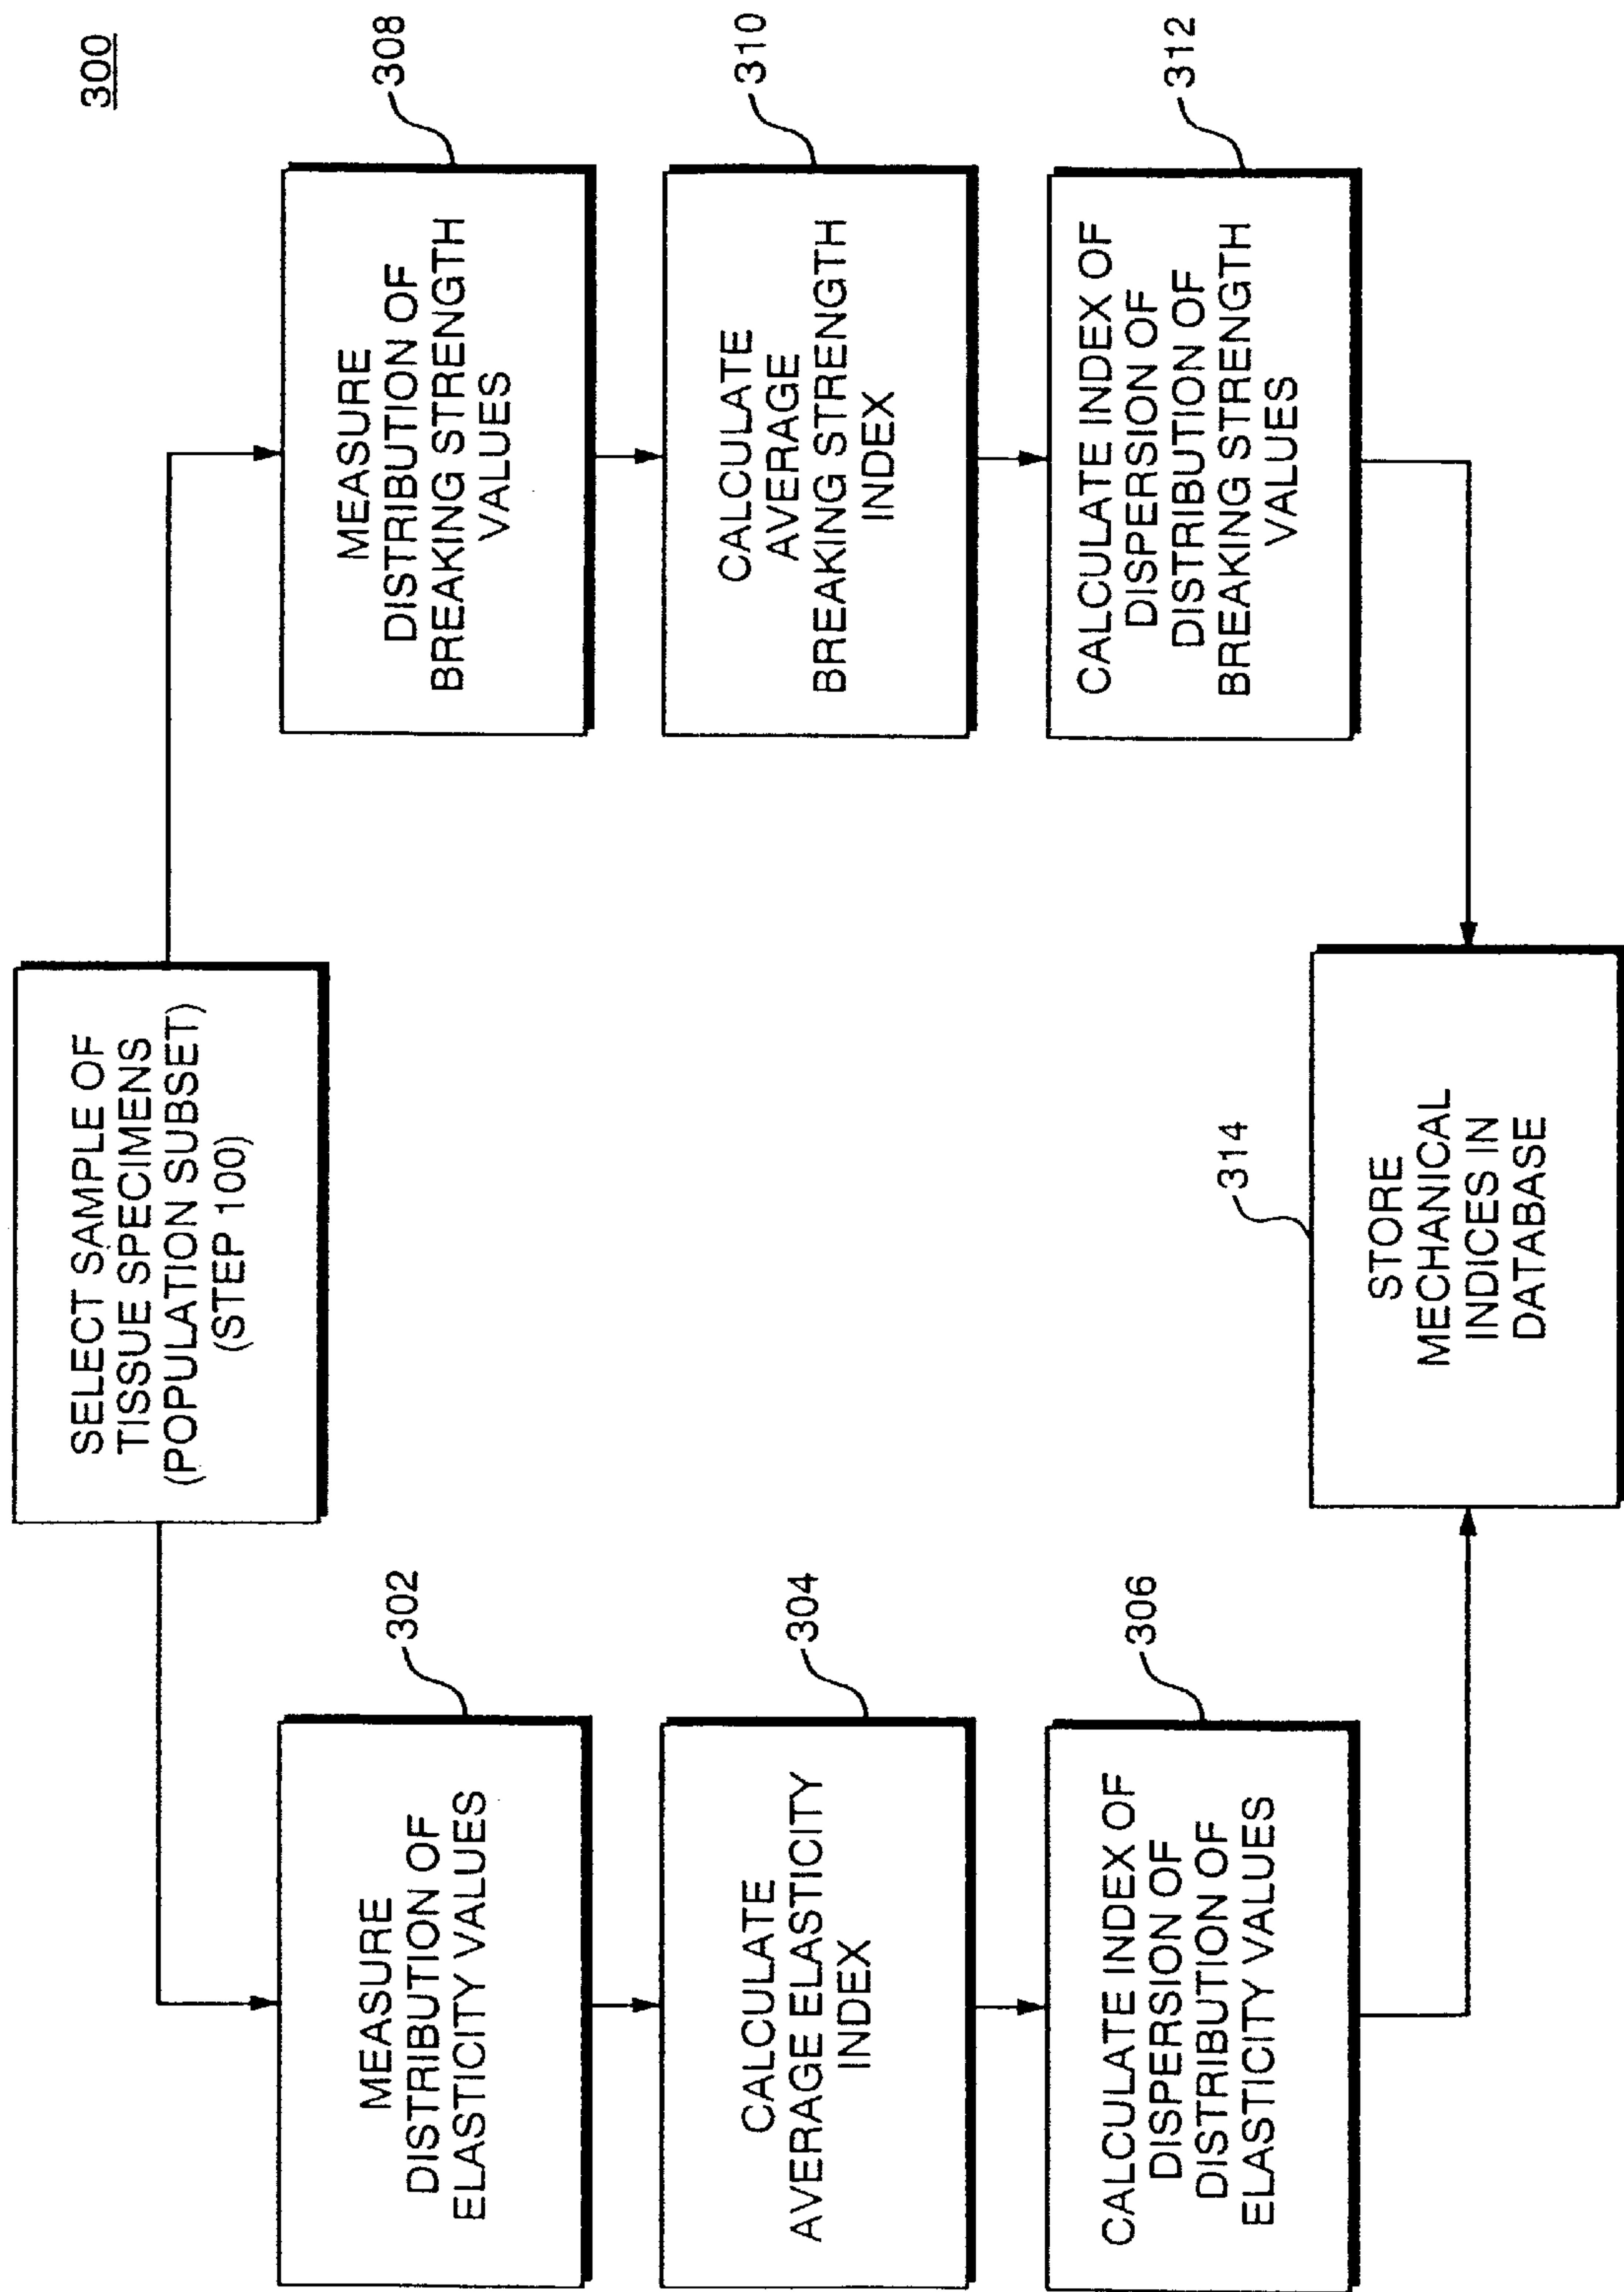 300
SELECT SAMPLE OF
TISSUE SPECIMENS
(POPULATION SUBSET)
(STEP 100)
302
MEASURE
DISTRIBUTION OF
ELASTICITY VALUES
304
CALCULATE
AVERAGE ELASTICITY
INDEX
306
CALCULATE INDEX OF
DISPERSION OF
DISTRIBUTION OF
ELASTICITY VALUES
308
MEASURE
DISTRIBUTION OF
BREAKING STRENGTH
VALUES
310
CALCULATE
AVERAGE
BREAKING STRENGTH
INDEX
312
CALCULATE INDEX OF
DISPERSION OF
DISTRIBUTION OF
BREAKING STRENGTH
VALUES
314
STORE
MECHANICAL
INDICES IN
DATABASE